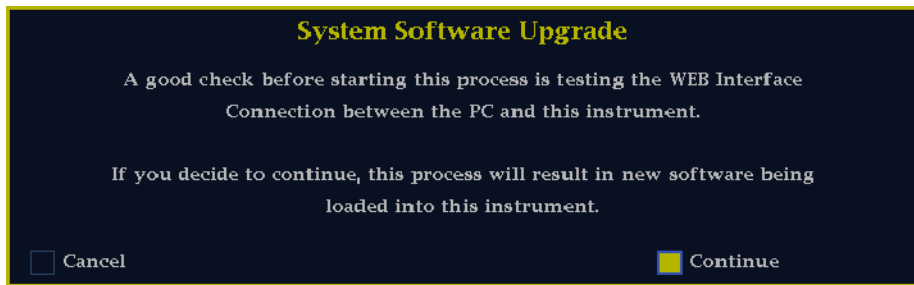 System Software Upgrade
A good check before starting this process is testing the WEB Interface
Connection between the PC and this instrument.
If you decide to continue, this process will result in new software being
loaded into this instrument.
Cancel
Continue